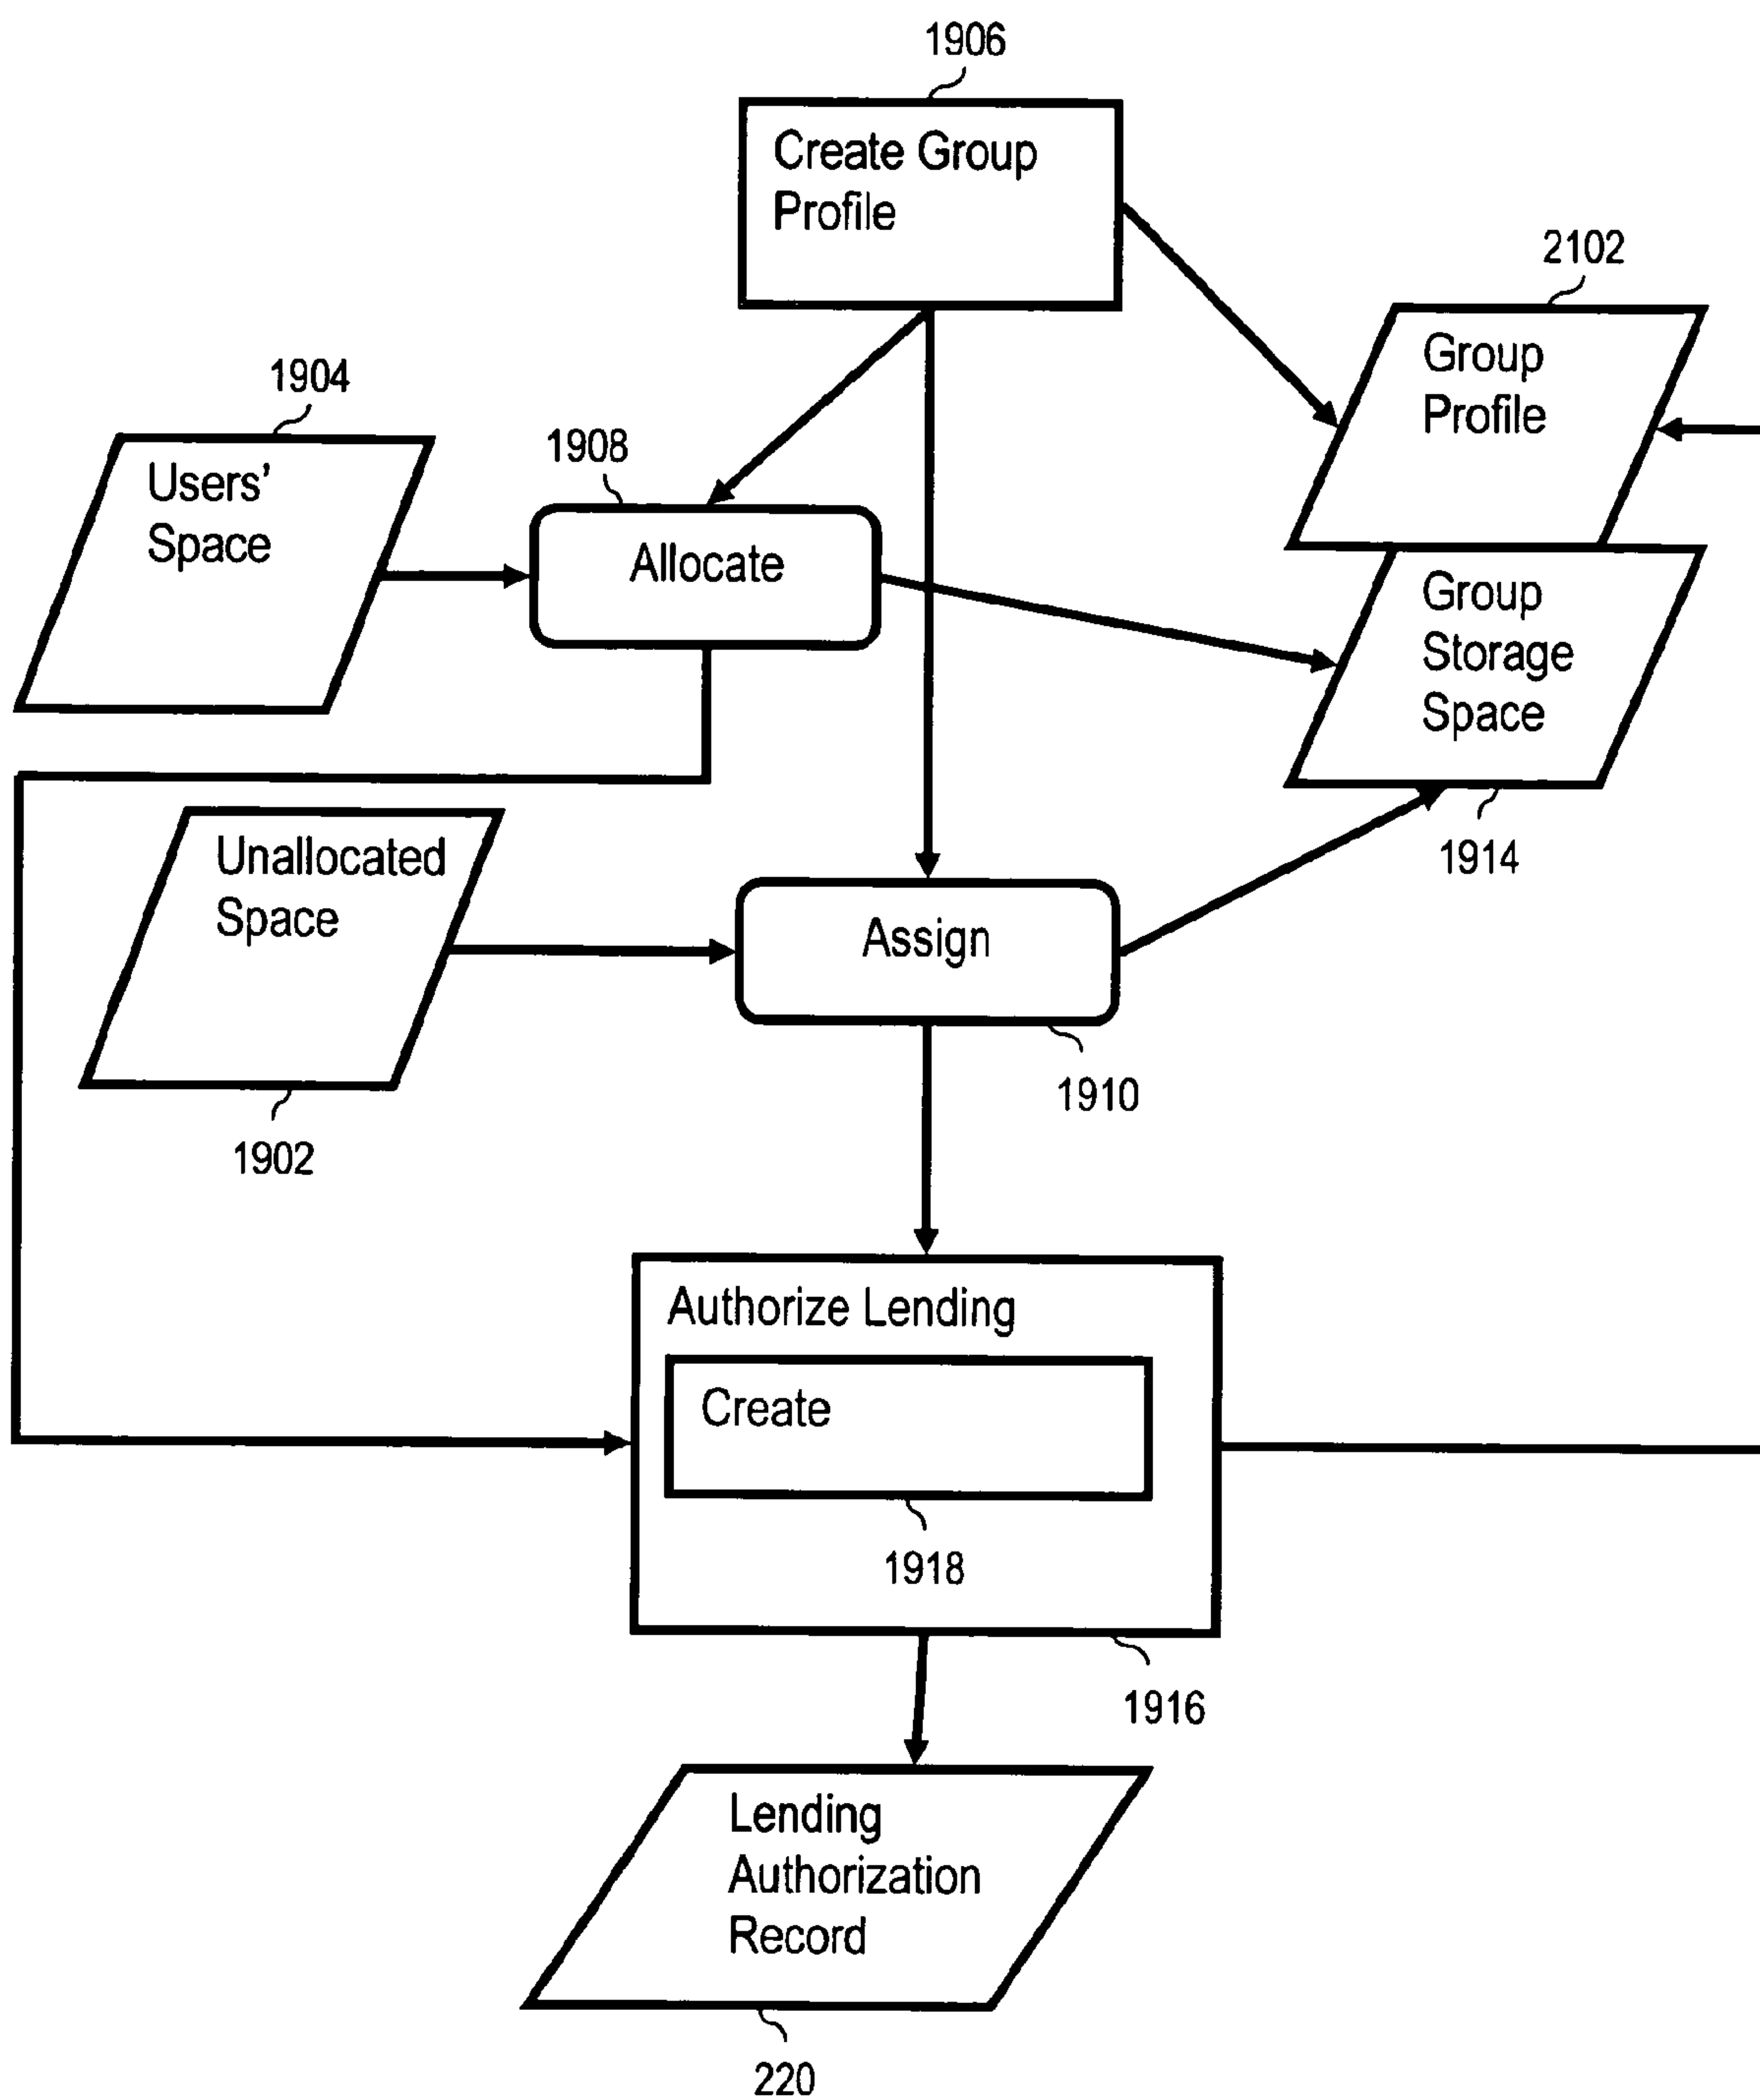 1906
Create Group
Profile
2102
Group
Profile
1904
Users'
Space
1908
Allocate
Group
Storage
Space
1914
Unallocated
Space
1902
Assign
1910
Authorize Lending
Create
1918
1916
Lending
Authorization
Record
220